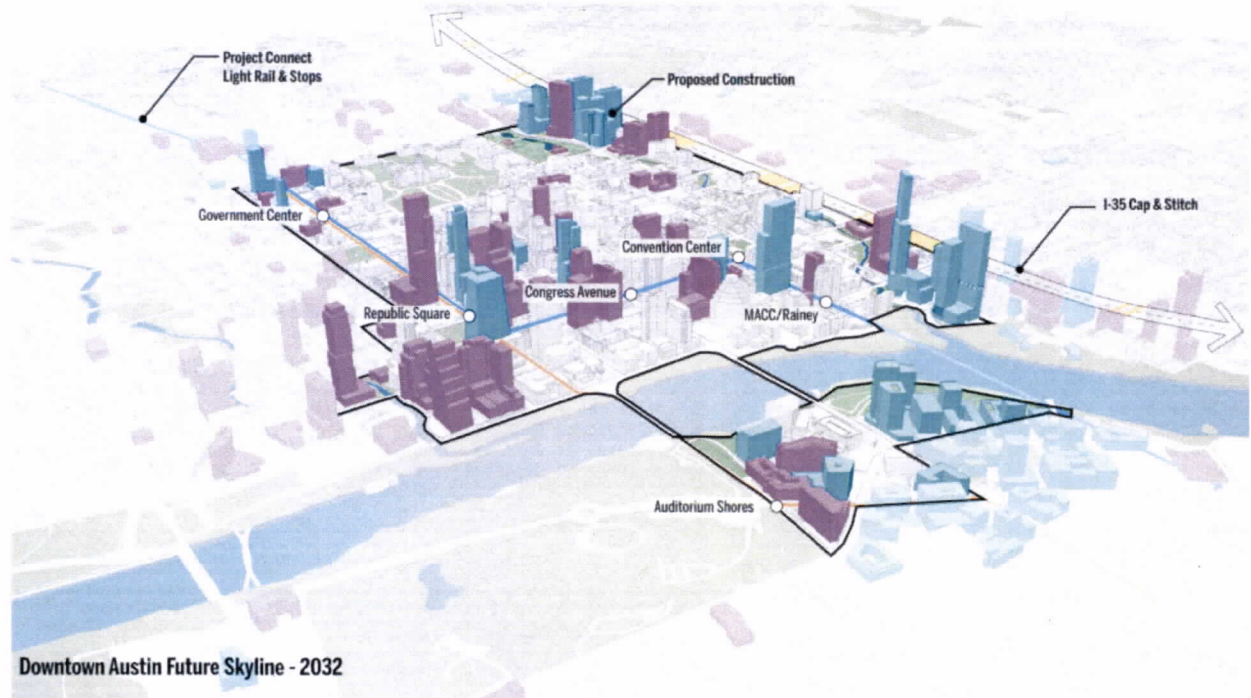 Project Connect
Light Rail & Stops
Proposed Construction
I-35 Cap & Stitch
Government Center
Convention Center
Congress Avenue
Republic Square
MACC/Rainey
Auditorium Shores
Downtown Austin Future Skyline - 2032